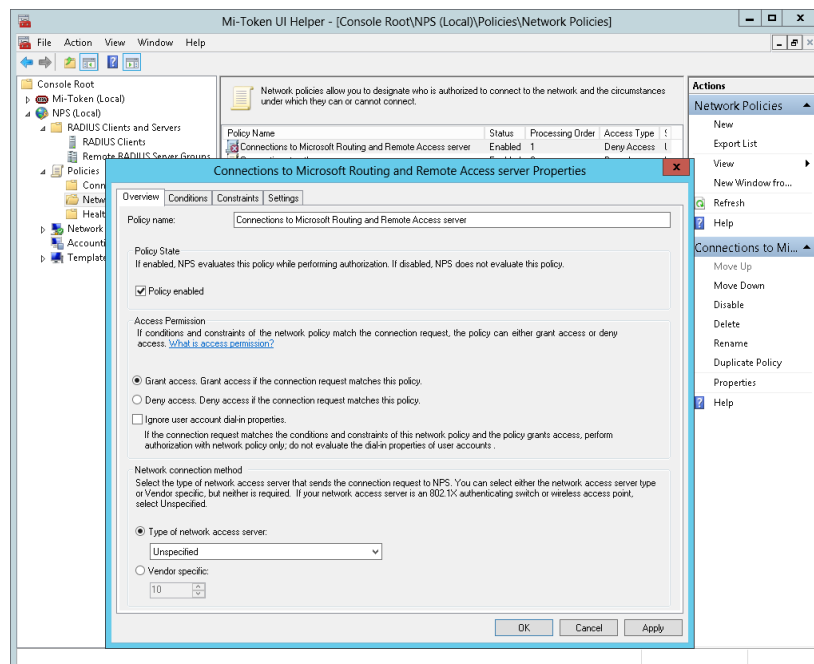 Mi-Token UI Helper - [Console Root\NPS (Local)\Policies\Network Policies]
File Action View Window Help
Console Root
Mi-Token (Local)
NPS (Local)
RADIUS Clients and Servers
RADIUS Clients
Remote RADIUS Server Groups
Policies
Conn
Netw
Healt
Network
Accounti
Template
Network policies allow you to designate who is authorized to connect to the network and the circumstances
under which they can or cannot connect.
Policy Name Status Processing Order Access Type
Connections to Microsoft Routing and Remote Access server Enabled 1 Deny Access
Actions
Network Policies
New
Export List
View
New Window fro...
Refresh
Help
Connections to Mi...
Move Up
Move Down
Disable
Delete
Rename
Duplicate Policy
Properties
Help
Connections to Microsoft Routing and Remote Access server Properties
Overview Conditions Constraints Settings
Policy name: Connections to Microsoft Routing and Remote Access server
Policy State
If enabled, NPS evaluates this policy while performing authorization. If disabled, NPS does not evaluate this policy.
Policy enabled
Access Permission
If conditions and constraints of the network policy match the connection request, the policy can either grant access or deny
access. What is access permission?
Grant access. Grant access if the connection request matches this policy.
Deny access. Deny access if the connection request matches this policy.
Ignore user account dial-in properties.
If the connection request matches the conditions and constraints of this network policy and the policy grants access, perform
authorization with network policy only; do not evaluate the dial-in properties of user accounts .
Network connection method
Select the type of network access server that sends the connection request to NPS. You can select either the network access server type
or Vendor specific, but neither is required. If your network access server is an 802.1X authenticating switch or wireless access point,
select Unspecified.
Type of network access server:
Unspecified
Vendor specific:
10
OK Cancel Apply